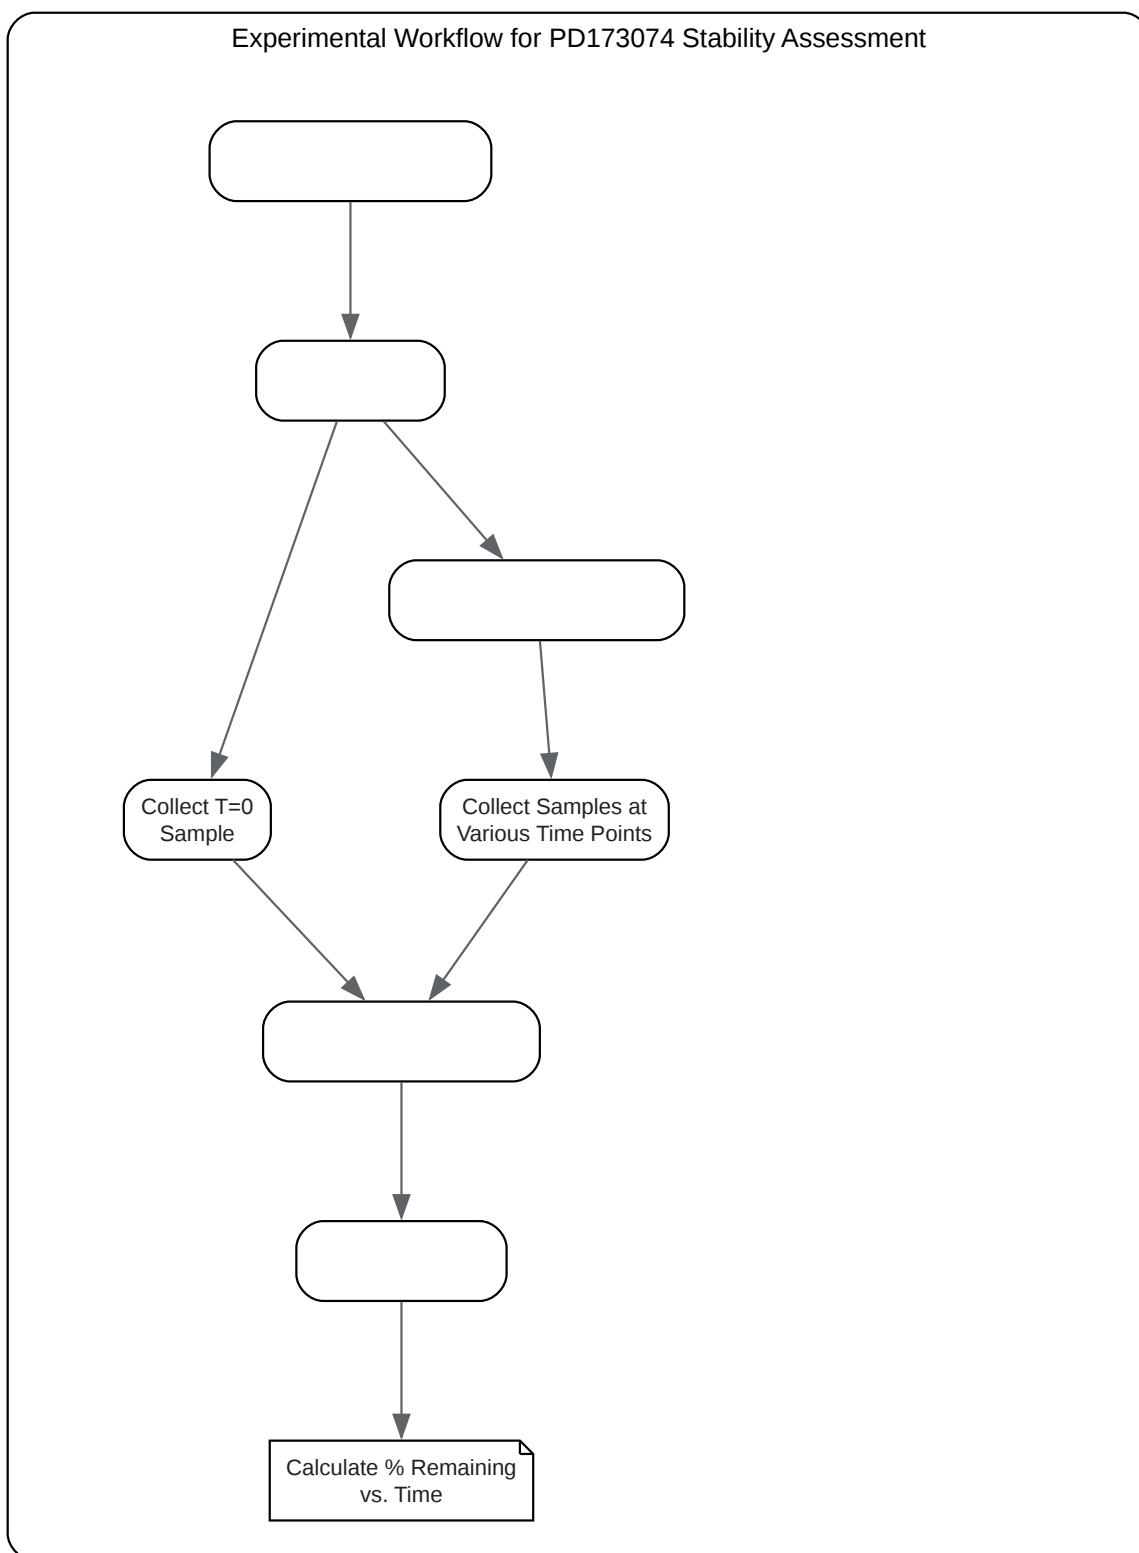 Experimental Workflow for PD173074 Stability Assessment
Collect T=0
Sample
Collect Samples at
Various Time Points
Calculate % Remaining
vs. Time